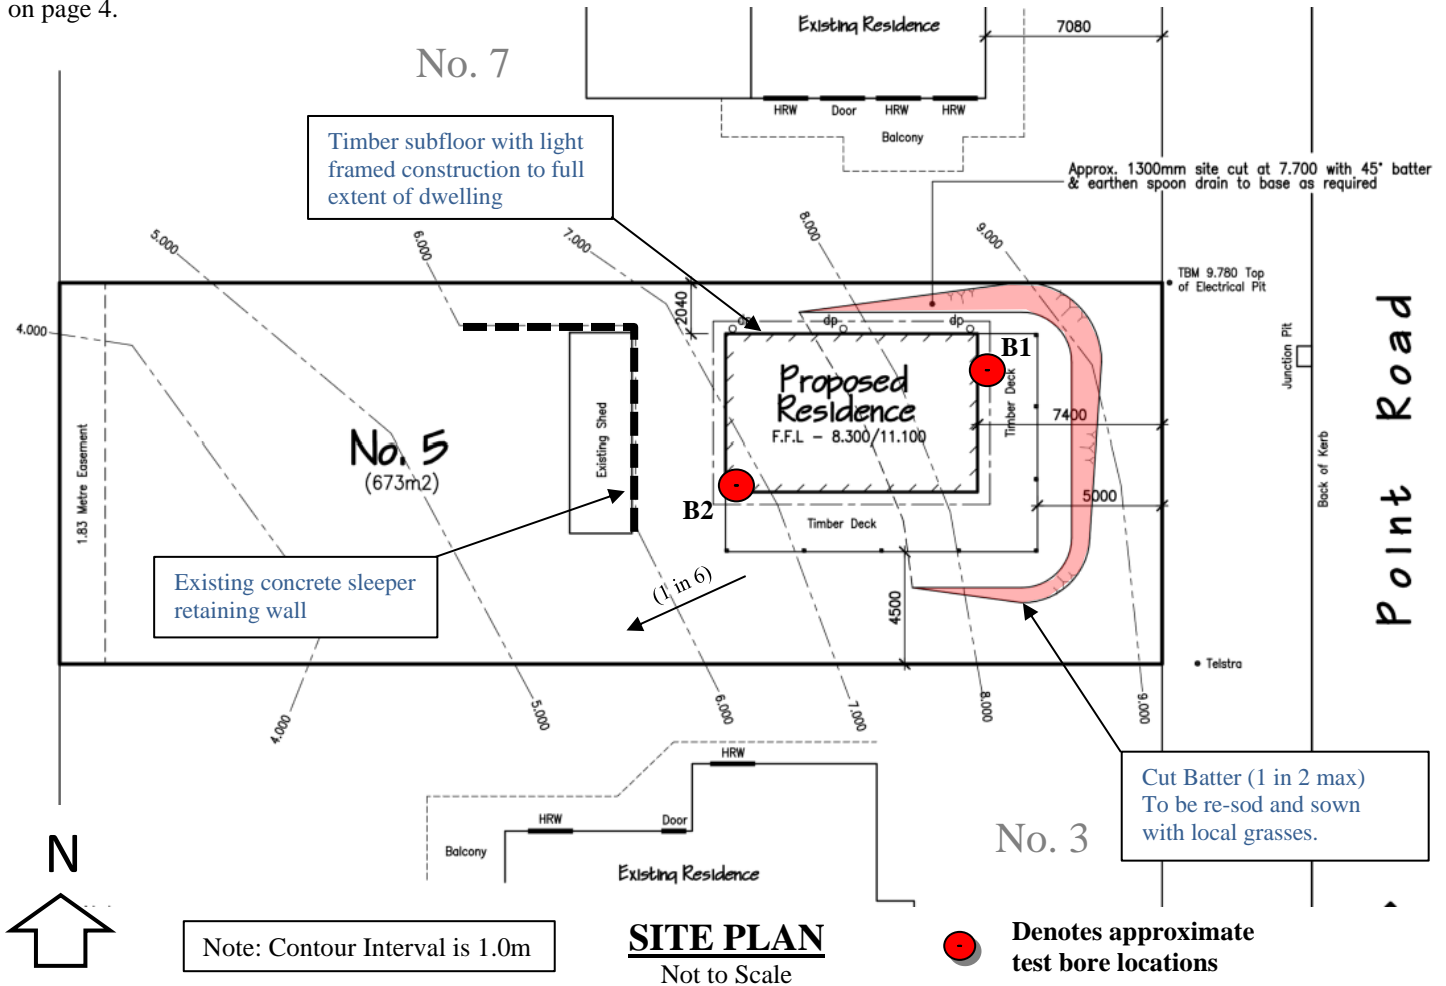 on page 4.
Existing Residence
7080
No. 7
HRW
Door
HRW
HRW
Balcony
Timber subfloor with light
framed construction to full
extent of dwelling
Approx. 1300mm site cut at 7.700 with 45° batter
& earthen spoon drain to base as required
5.000
6.000
7.000
8.000
9.000
TBM 9.780 Top
of Electrical Pit
2040
4.000
dp
dp
dp
B1
Proposed
Residence
F.F.L - 8.300/11.100
Timber Deck
7400
Junction Pit
Point Road
No. 5
(673m2)
Existing Shed
1.83 Metre Easement
Back of Kerb
B2
5000
Timber Deck
Existing concrete sleeper
retaining wall
(1 in 6)
4500
Telstra
4.000
5.000
6.000
7.000
8.000
9.000
HRW
Cut Batter (1 in 2 max)
To be re-sod and sown
with local grasses.
HRW
Door
Balcony
No. 3
Existing Residence
N
Note: Contour Interval is 1.0m
SITE PLAN
Not to Scale
Denotes approximate
test bore locations